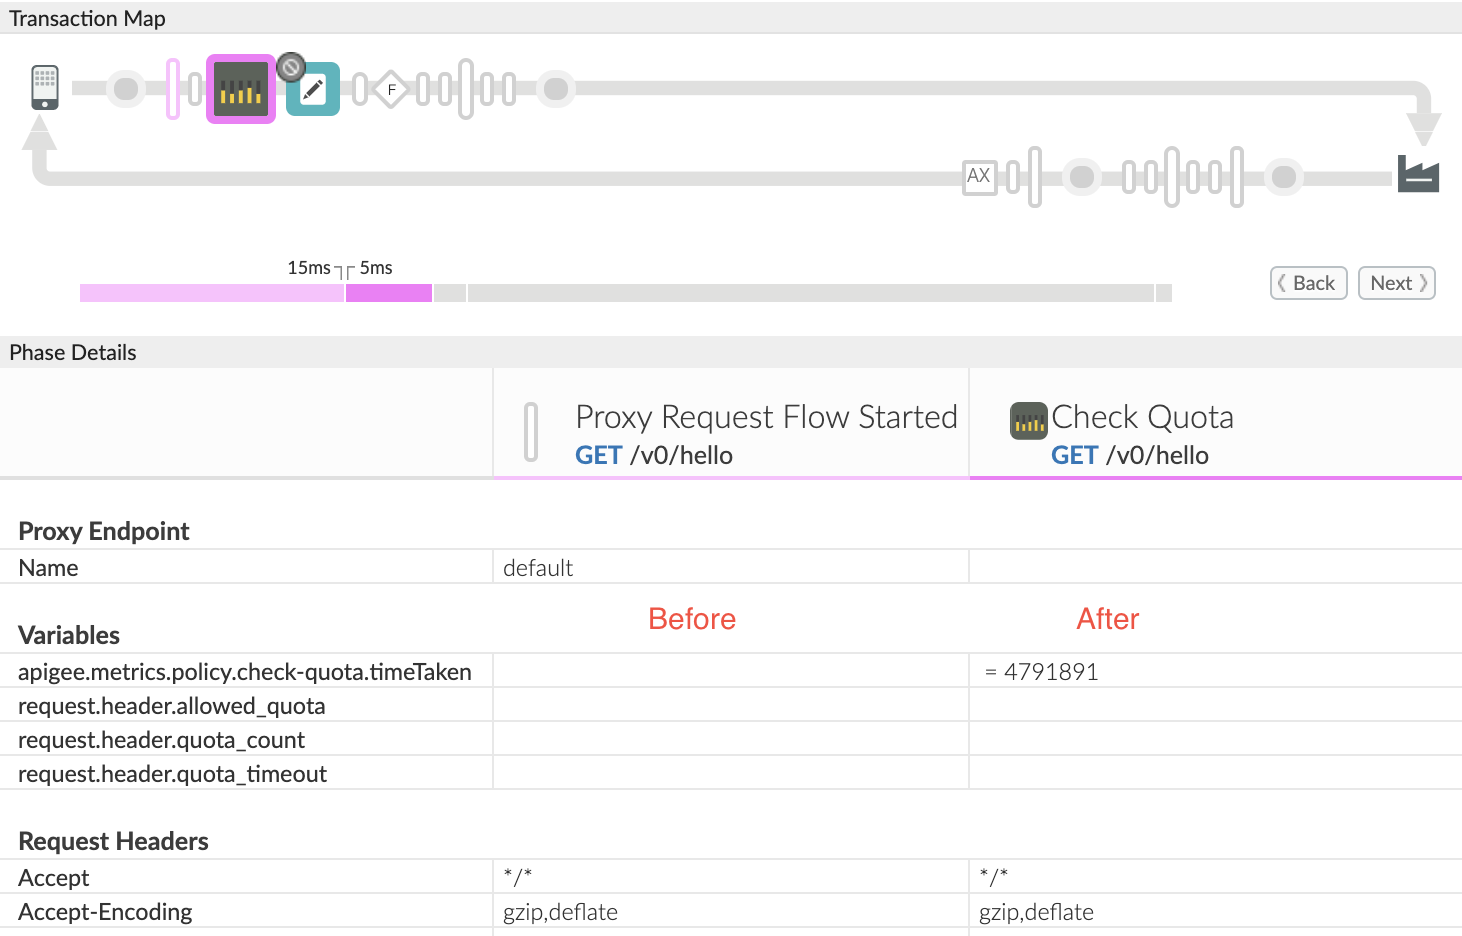 Transaction Map
F
AX
15ms 5ms
Back Next
Phase Details
Proxy Request Flow Started Check Quota
GET /v0/hello GET /v0/hello
Proxy Endpoint
Name default
Before After
Variables
apigee.metrics.policy.check-quota.timeTaken = 4791891
request.header.allowed_quota
request.header.quota_count
request.header.quota_timeout
Request Headers
Accept */* */*
Accept-Encoding gzip,deflate gzip,deflate